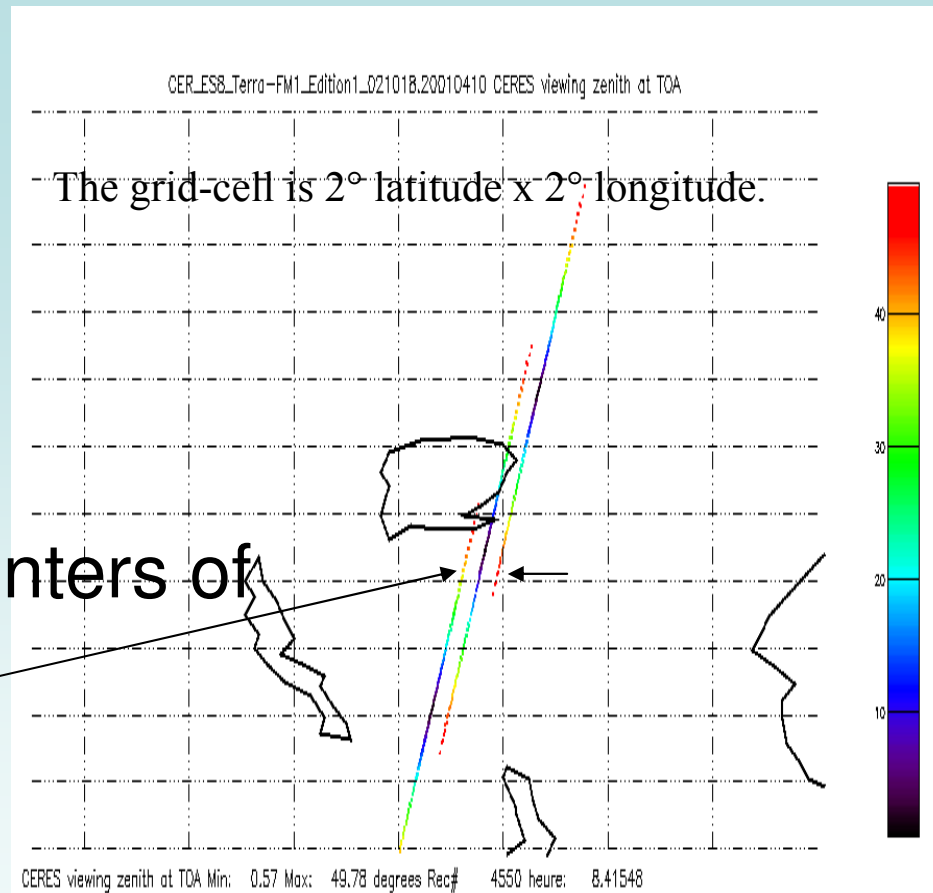 CER_ES8_Terra-FM1_Edition1_021018.20010410 CERES viewing zenith at TOA
The grid-cell is 2° latitude x 2° longitude.
40
30
nters of
20
10
CERES viewing zenith at TOA Min: 0.57 Max: 49.78 degrees Rec# 4550 heure: 8.41548